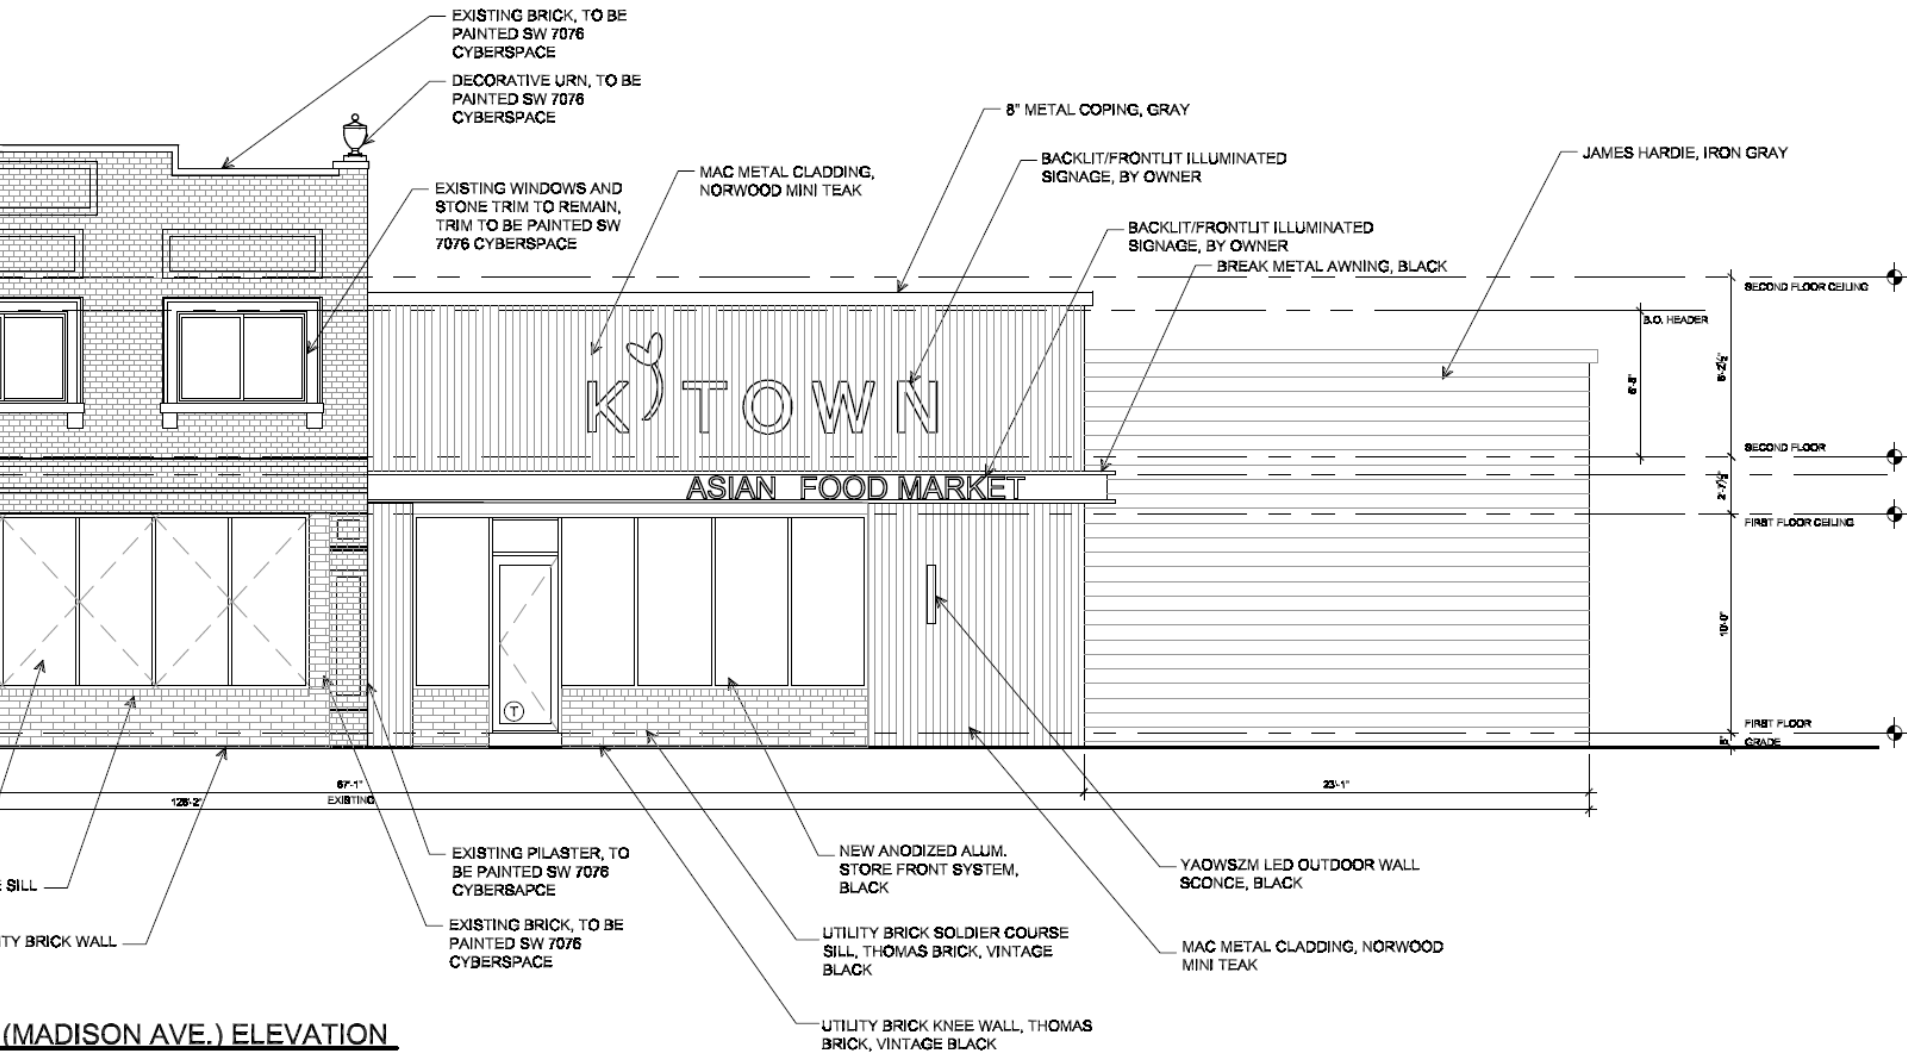 EXISTING BRICK, TO BE
PAINTED SW 7076
CYBERSPACE
DECORATIVE URN, TO BE
PAINTED SW 7076
CYBERSPACE
8" METAL COPING, GRAY
MAC METAL CLADDING,
NORWOOD MINI TEAK
BACKLIT/FRONTLIT ILLUMINATED
SIGNAGE, BY OWNER
JAMES HARDIE, IRON GRAY
EXISTING WINDOWS AND
STONE TRIM TO REMAIN,
TRIM TO BE PAINTED SW
7076 CYBERSPACE
BACKLIT/FRONTLIT ILLUMINATED
SIGNAGE, BY OWNER
BREAK METAL AWNING, BLACK
SECOND FLOOR CEILING
B.O. HEADER
K TOWN
SECOND FLOOR
ASIAN FOOD MARKET
FIRST FLOOR CEILING
10'-0"
T
FIRST FLOOR
GRADE
67'-1"
EXISTING
128'-2"
23'-1"
EXISTING PILASTER, TO
BE PAINTED SW 7076
CYBERSAPCE
NEW ANODIZED ALUM.
STORE FRONT SYSTEM,
BLACK
YAOWSZM LED OUTDOOR WALL
SCONCE, BLACK
SILL
EXISTING BRICK, TO BE
PAINTED SW 7076
CYBERSPACE
UTILITY BRICK SOLDIER COURSE
SILL, THOMAS BRICK, VINTAGE
BLACK
TY BRICK WALL
MAC METAL CLADDING, NORWOOD
MINI TEAK
UTILITY BRICK KNEE WALL, THOMAS
BRICK, VINTAGE BLACK
(MADISON AVE.) ELEVATION